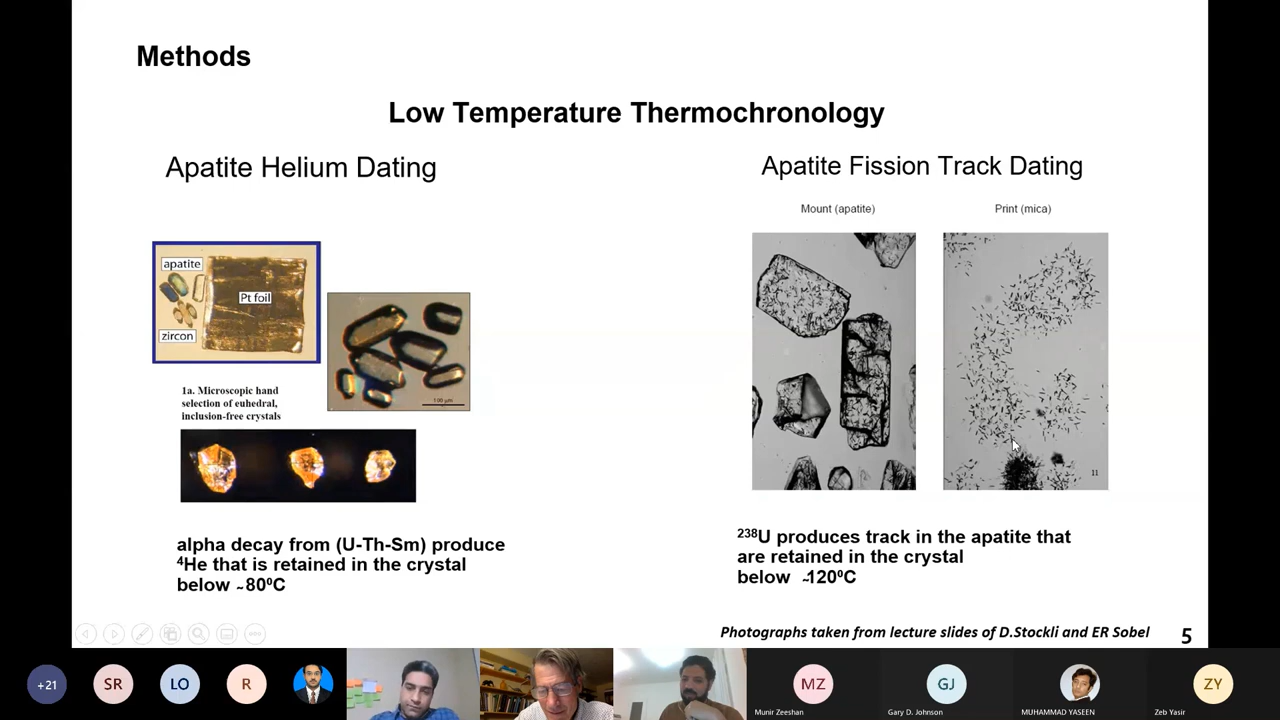 Methods
Low Temperature Thermochronology
Apatite Helium Dating
Apatite Fission Track Dating
Mount (apatite)
Print (mica)
apatite
Pt foil
zircon
100 µm
1a. Microscopic hand
selection of euhedral,
inclusion-free crystals
11
alpha decay from (U-Th-Sm) produce
⁴He that is retained in the crystal
below ~80⁰C
²³⁸U produces track in the apatite that
are retained in the crystal
below ~120⁰C
Photographs taken from lecture slides of D.Stockli and ER Sobel
5
+21
SR
LO
R
MZ
Munir Zeeshan
GJ
Gary D. Johnson
MUHAMMAD YASEEN
ZY
Zeb Yasir